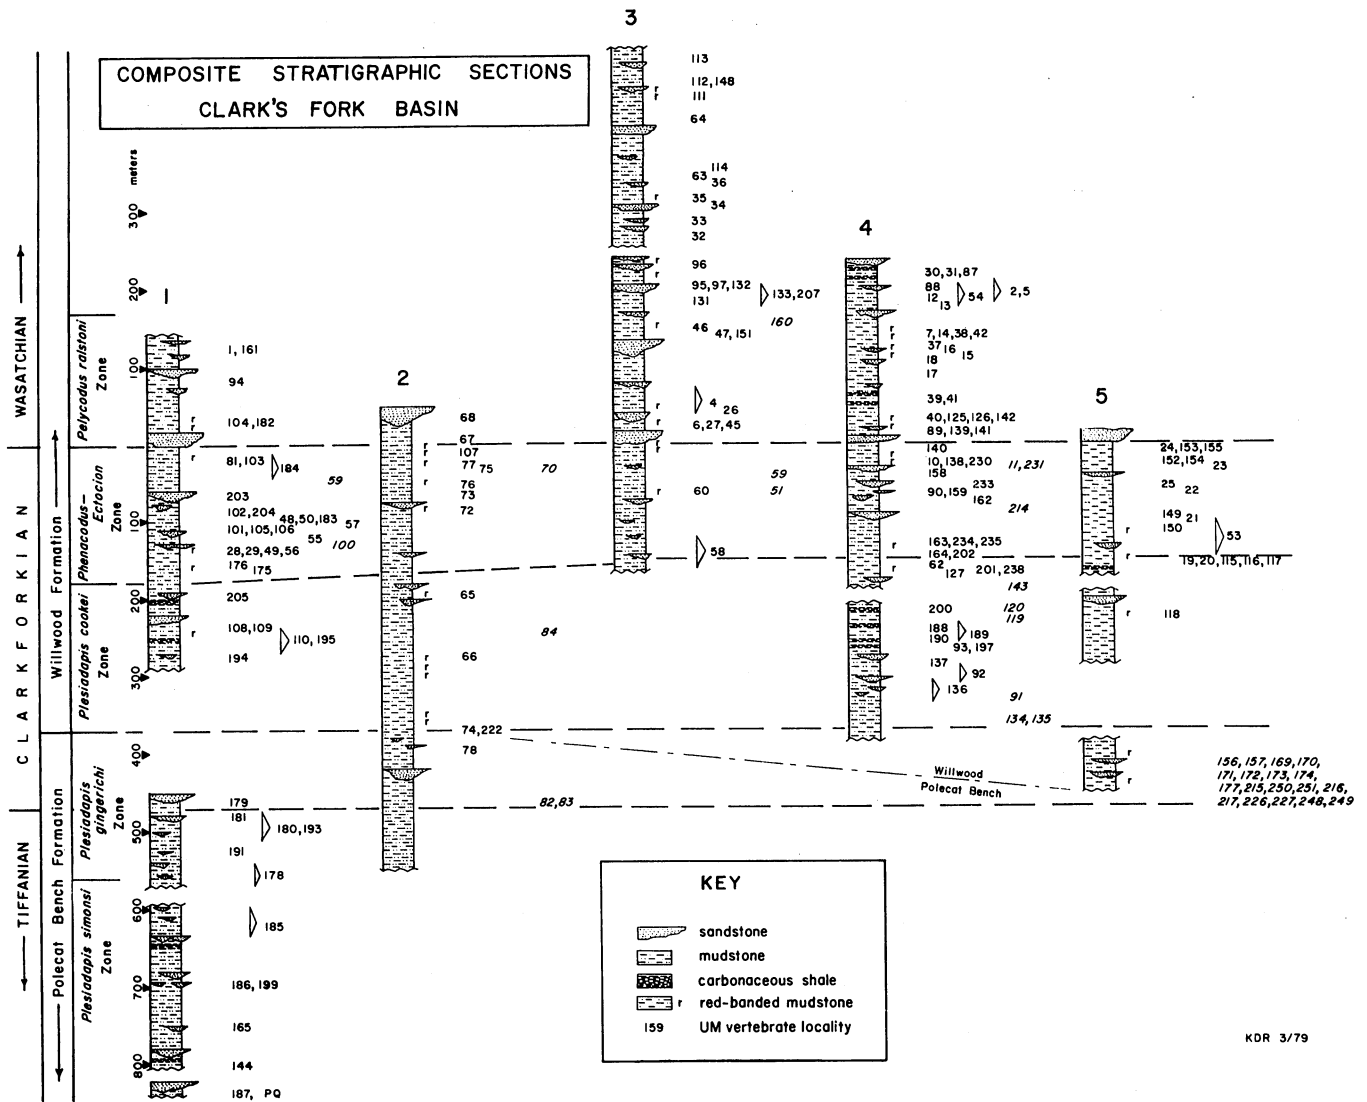 COMPOSITE STRATIGRAPHIC SECTIONS
CLARK'S FORK BASIN
WASATCHIAN
CLARKFORKIAN
TIFFANIAN
Willwood Formation
Polecat Bench Formation
Pelycodus ralstoni
Zone
Phenacodus–
Ectocion
Zone
Plesiadapis cookei
Zone
Plesiadapis
gingerichi
Zone
Plesiadapis simonsi
Zone
meters
300
200
100
100
200
300
400
500
600
700
800
1
1, 161
94
104, 182
81, 103
184
59
203
102, 204
48, 50, 183
57
101, 105, 106
55
100
28, 29, 49, 56
176
175
205
108, 109
110, 195
194
179
181
180, 193
191
178
185
186, 199
165
144
187, PQ
2
68
67
107
77
75
70
76
73
72
65
84
66
74, 222
78
82, 83
3
113
112, 148
111
64
114
63
36
35
34
33
32
96
95, 97, 132
131
133, 207
160
46
47, 151
4
26
6, 27, 45
59
60
51
58
4
30, 31, 87
88
12
13
54
2, 5
7, 14, 38, 42
37
16
15
18
17
39, 41
40, 125, 126, 142
89, 139, 141
140
10, 138, 230
11, 231
158
233
90, 159
162
214
163, 234, 235
164, 202
62
127
201, 238
143
200
120
119
188
190
189
93, 197
137
92
136
91
134, 135
5
24, 153, 155
152, 154
23
25
22
149
21
150
53
19, 20, 115, 116, 117
118
Willwood
Polecat Bench
156, 157, 169, 170,
171, 172, 173, 174,
177, 215, 250, 251, 216,
217, 226, 227, 248, 249
KEY
sandstone
mudstone
carbonaceous shale
r red-banded mudstone
159 UM vertebrate locality
KDR 3/79